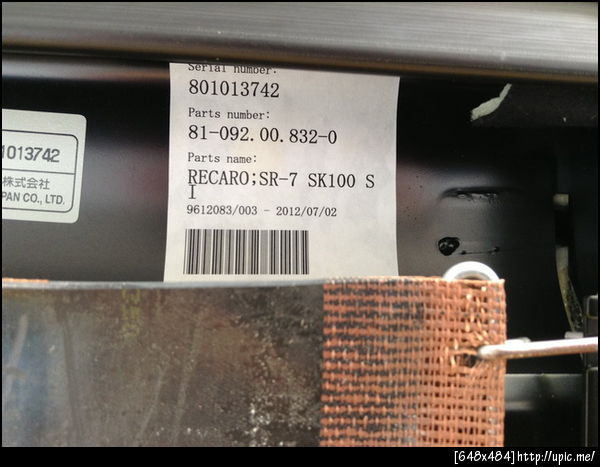 Serial number:
801013742
Parts number:
81-092.00.832-0
Parts name:
RECARO;SR-7 SK100 S
I
9612083/003 - 2012/07/02
1013742
株式会社
PAN CO., LTD.
[648x484]http://upic.me/